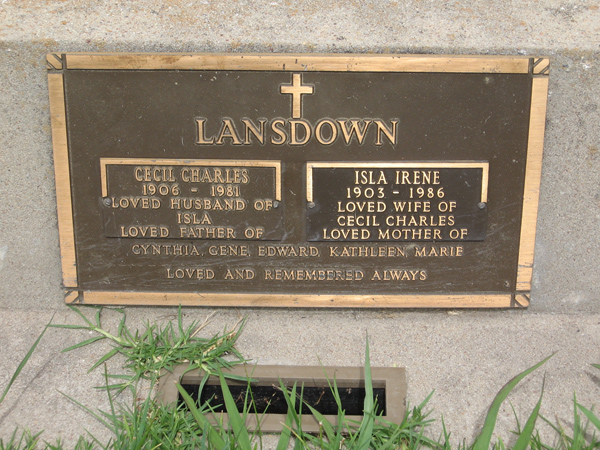 LANSDOWN
CECIL CHARLES
1906 - 1981
LOVED HUSBAND OF
ISLA
LOVED FATHER OF
ISLA IRENE
1903 - 1986
LOVED WIFE OF
CECIL CHARLES
LOVED MOTHER OF
CYNTHIA, GENE, EDWARD, KATHLEEN, MARIE
LOVED AND REMEMBERED ALWAYS